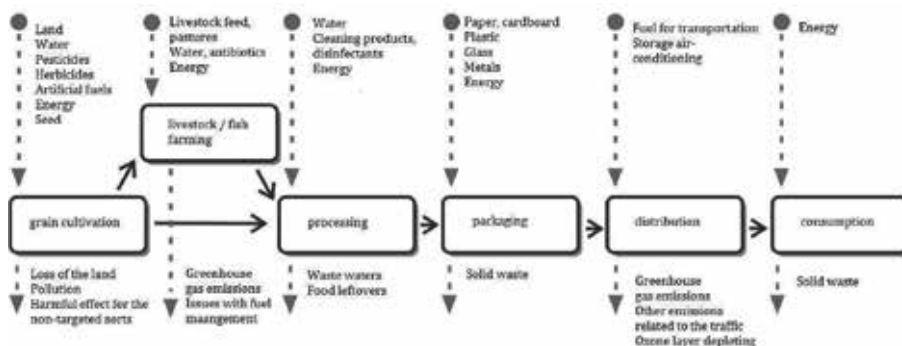 Land
Water
Pesticides
Herbicides
Artificial fuels
Energy
Seed
Livestock feed,
pastures
Water, antibiotics
Energy
Water
Cleaning products,
disinfectants
Energy
Paper, cardboard
Plastic
Glass
Metals
Energy
Fuel for transportation
Storage air-
conditioning
Energy
livestock / fish
farming
grain cultivation
processing
packaging
distribution
consumption
Loss of the land
Pollution
Harmful effect for the
non-targeted sorts
Greenhouse
gas emissions
Issues with fuel
maangement
Waste waters
Food leftovers
Solid waste
Greenhouse
gas emissions
Other emissions
related to the traffic
Ozone layer depleting
Solid waste